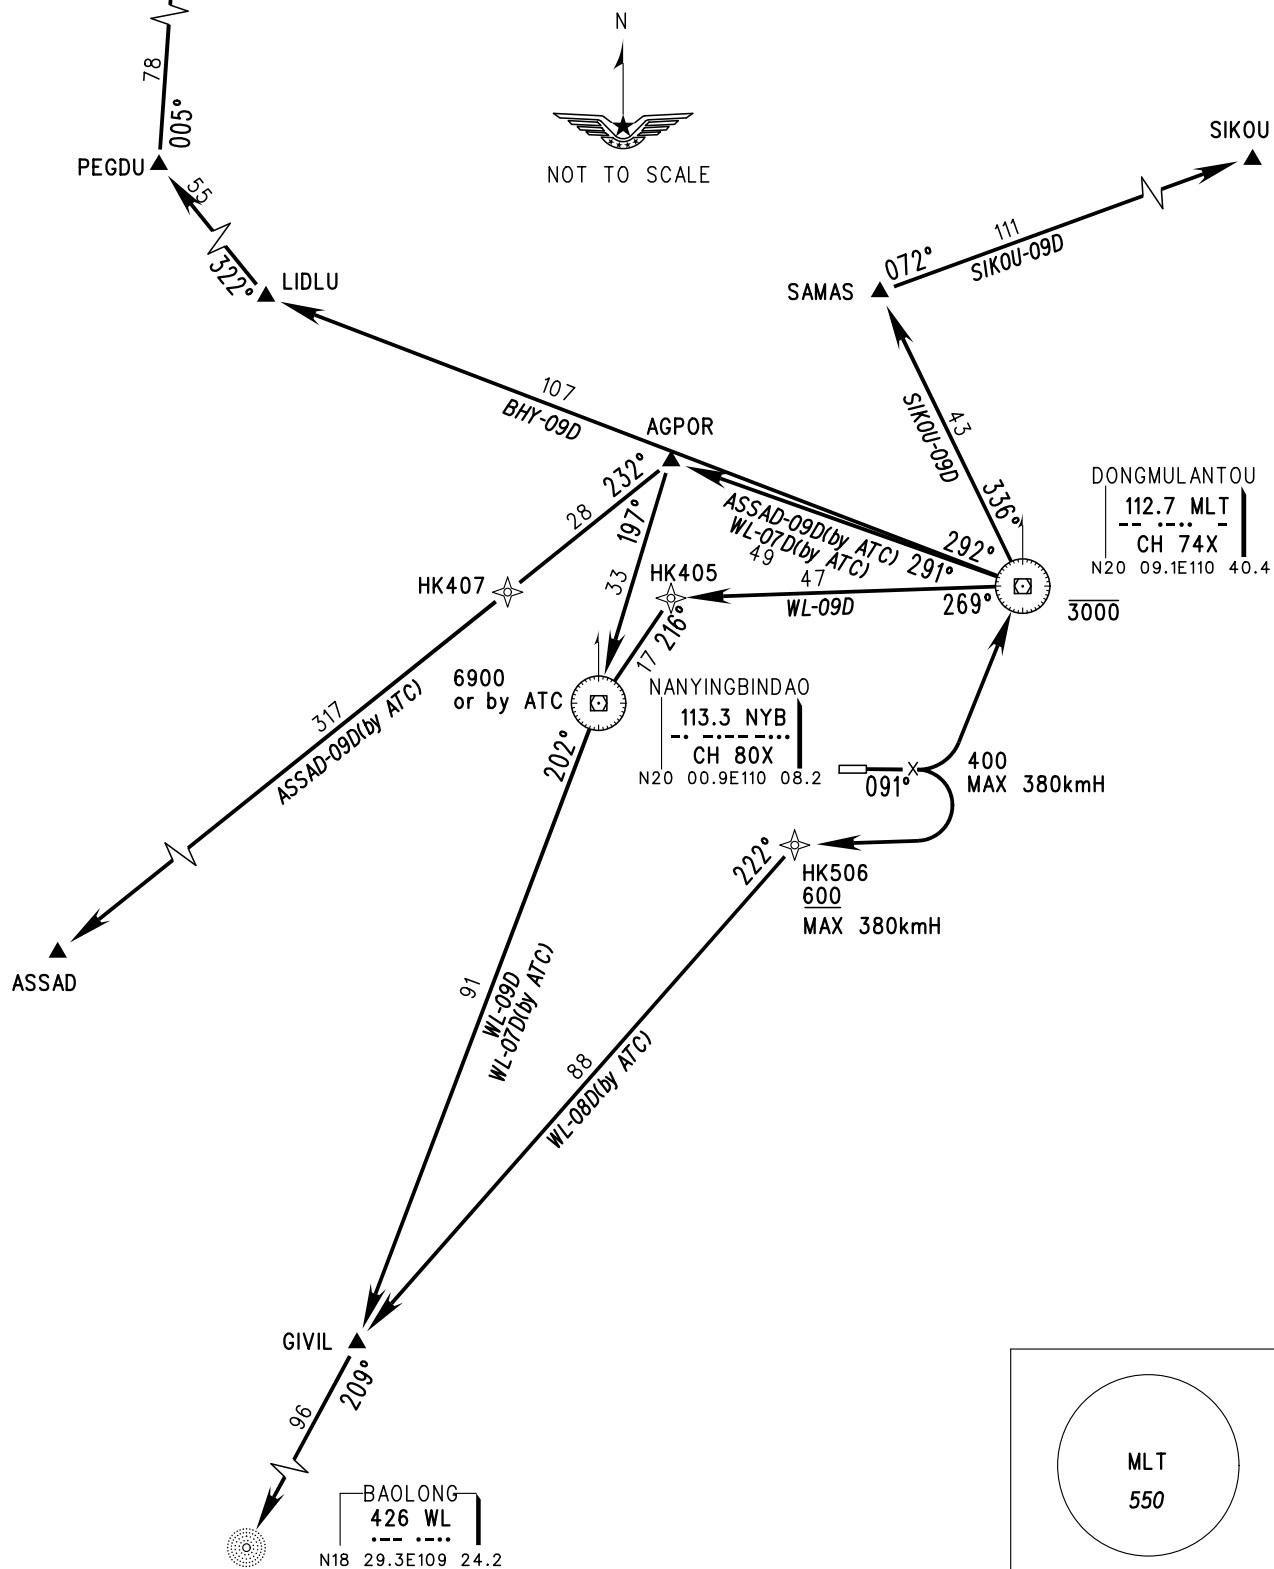 N
NOT TO SCALE
78
005°
PEGDU
55
322°
LIDLU
SIKOU
111
SIKOU-09D
072°
SAMAS
107
BHY-09D
AGPOR
43
SIKOU-09D
336°
DONGMULANTOU
112.7 MLT
CH 74X
N20 09.1E110 40.4
232°
28
197°
33
ASSAD-09D(by ATC)
WL-07D(by ATC)
49
292°
291°
HK407
HK405
47
WL-09D
269°
3000
17 216°
6900
or by ATC
NANYINGBINDAO
113.3 NYB
CH 80X
N20 00.9E110 08.2
317
ASSAD-09D(by ATC)
202°
091°
X
400
MAX 380kmH
222°
HK506
600
MAX 380kmH
ASSAD
91
WL-09D
WL-07D(by ATC)
88
WL-08D(by ATC)
GIVIL
209°
96
BAOLONG
426 WL
N18 29.3E109 24.2
MLT
550